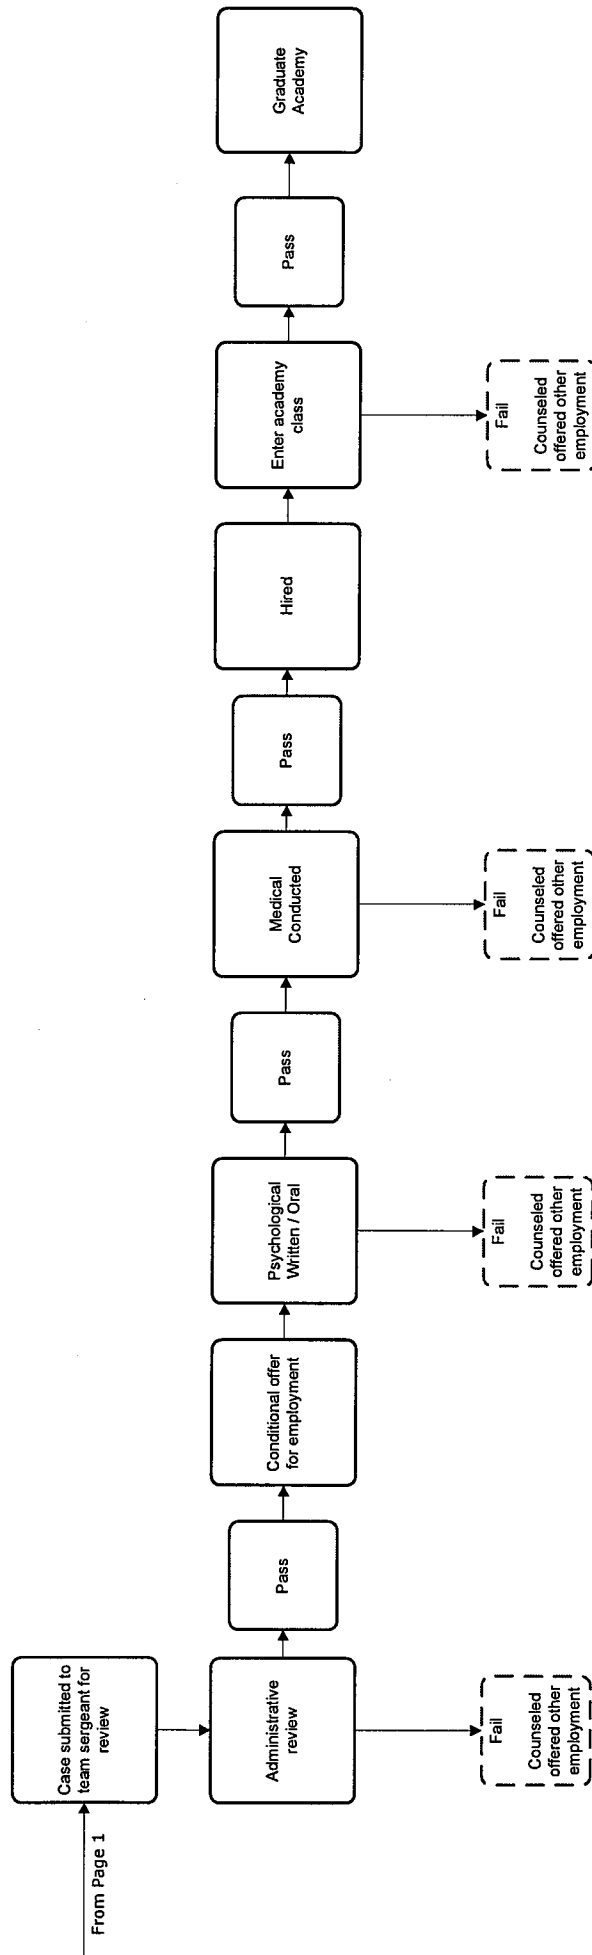 From Page 1
Case submitted to
team sergeant for
review
Administrative
review
Fail
Counseled
offered other
employment
Pass
Conditional offer
for employment
Psychological
Written / Oral
Fail
Counseled
offered other
employment
Pass
Medical
Conducted
Fail
Counseled
offered other
employment
Pass
Hired
Enter academy
class
Fail
Counseled
offered other
employment
Pass
Graduate
Academy